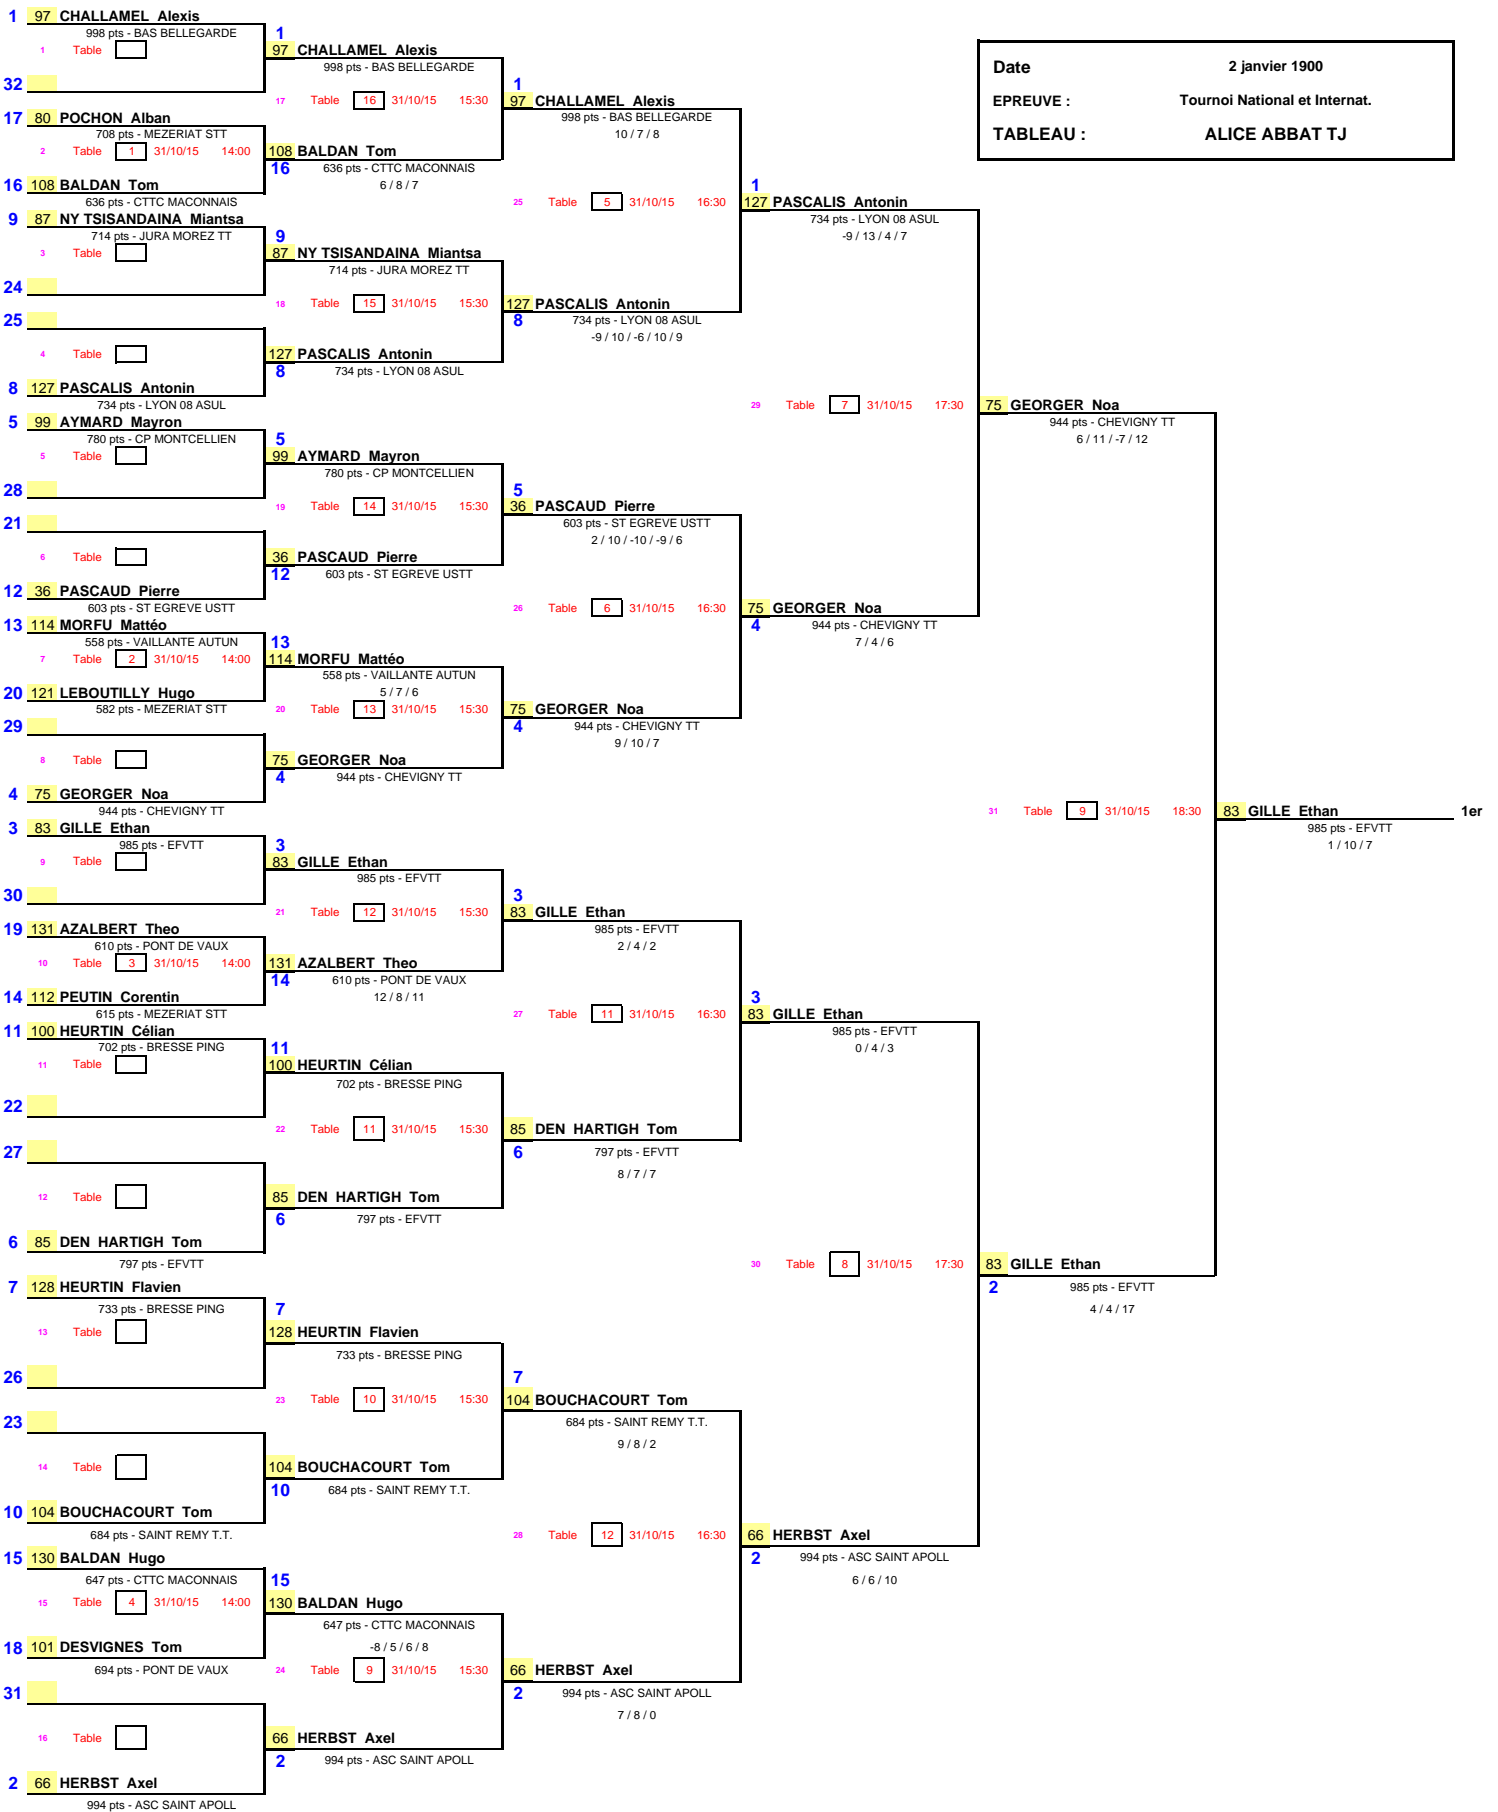 Date 2 janvier 1900
EPREUVE : Tournoi National et Internat.
TABLEAU : ALICE ABBAT TJ
1 97 CHALLAMEL Alexis
998 pts - BAS BELLEGARDE
1 Table
32
17 80 POCHON Alban
708 pts - MEZERIAT STT
2 Table 1 31/10/15 14:00
16 108 BALDAN Tom
636 pts - CTTC MACONNAIS
9 87 NY TSISANDAINA Miantsa
714 pts - JURA MOREZ TT
3 Table
24
25
4 Table
8 127 PASCALIS Antonin
734 pts - LYON 08 ASUL
5 99 AYMARD Mayron
780 pts - CP MONTCELLIEN
5 Table
28
21
6 Table
12 36 PASCAUD Pierre
603 pts - ST EGREVE USTT
13 114 MORFU Mattéo
558 pts - VAILLANTE AUTUN
7 Table 2 31/10/15 14:00
20 121 LEBOUTILLY Hugo
582 pts - MEZERIAT STT
29
8 Table
4 75 GEORGER Noa
944 pts - CHEVIGNY TT
3 83 GILLE Ethan
985 pts - EFVTT
9 Table
30
19 131 AZALBERT Theo
610 pts - PONT DE VAUX
10 Table 3 31/10/15 14:00
14 112 PEUTIN Corentin
615 pts - MEZERIAT STT
11 100 HEURTIN Célian
702 pts - BRESSE PING
11 Table
22
27
12 Table
6 85 DEN HARTIGH Tom
797 pts - EFVTT
7 128 HEURTIN Flavien
733 pts - BRESSE PING
13 Table
26
23
14 Table
10 104 BOUCHACOURT Tom
684 pts - SAINT REMY T.T.
15 130 BALDAN Hugo
647 pts - CTTC MACONNAIS
15 Table 4 31/10/15 14:00
18 101 DESVIGNES Tom
694 pts - PONT DE VAUX
31
16 Table
2 66 HERBST Axel
994 pts - ASC SAINT APOLL
1
97 CHALLAMEL Alexis
998 pts - BAS BELLEGARDE
17 Table 16 31/10/15 15:30
108 BALDAN Tom
16 636 pts - CTTC MACONNAIS
6 / 8 / 7
9
87 NY TSISANDAINA Miantsa
714 pts - JURA MOREZ TT
18 Table 15 31/10/15 15:30
127 PASCALIS Antonin
8 734 pts - LYON 08 ASUL
5
99 AYMARD Mayron
780 pts - CP MONTCELLIEN
19 Table 14 31/10/15 15:30
36 PASCAUD Pierre
12 603 pts - ST EGREVE USTT
13
114 MORFU Mattéo
558 pts - VAILLANTE AUTUN
5 / 7 / 6
20 Table 13 31/10/15 15:30
75 GEORGER Noa
4 944 pts - CHEVIGNY TT
3
83 GILLE Ethan
985 pts - EFVTT
21 Table 12 31/10/15 15:30
131 AZALBERT Theo
14 610 pts - PONT DE VAUX
12 / 8 / 11
11
100 HEURTIN Célian
702 pts - BRESSE PING
22 Table 11 31/10/15 15:30
85 DEN HARTIGH Tom
6 797 pts - EFVTT
7
128 HEURTIN Flavien
733 pts - BRESSE PING
23 Table 10 31/10/15 15:30
104 BOUCHACOURT Tom
10 684 pts - SAINT REMY T.T.
15
130 BALDAN Hugo
647 pts - CTTC MACONNAIS
-8 / 5 / 6 / 8
24 Table 9 31/10/15 15:30
66 HERBST Axel
2 994 pts - ASC SAINT APOLL
1
97 CHALLAMEL Alexis
998 pts - BAS BELLEGARDE
10 / 7 / 8
25 Table 5 31/10/15 16:30
127 PASCALIS Antonin
8 734 pts - LYON 08 ASUL
-9 / 10 / -6 / 10 / 9
5
36 PASCAUD Pierre
603 pts - ST EGREVE USTT
2 / 10 / -10 / -9 / 6
26 Table 6 31/10/15 16:30
75 GEORGER Noa
4 944 pts - CHEVIGNY TT
9 / 10 / 7
3
83 GILLE Ethan
985 pts - EFVTT
2 / 4 / 2
27 Table 11 31/10/15 16:30
85 DEN HARTIGH Tom
6 797 pts - EFVTT
8 / 7 / 7
7
104 BOUCHACOURT Tom
684 pts - SAINT REMY T.T.
9 / 8 / 2
28 Table 12 31/10/15 16:30
66 HERBST Axel
2 994 pts - ASC SAINT APOLL
7 / 8 / 0
1
127 PASCALIS Antonin
734 pts - LYON 08 ASUL
-9 / 13 / 4 / 7
29 Table 7 31/10/15 17:30
75 GEORGER Noa
4 944 pts - CHEVIGNY TT
7 / 4 / 6
3
83 GILLE Ethan
985 pts - EFVTT
0 / 4 / 3
30 Table 8 31/10/15 17:30
66 HERBST Axel
2 994 pts - ASC SAINT APOLL
6 / 6 / 10
75 GEORGER Noa
944 pts - CHEVIGNY TT
6 / 11 / -7 / 12
31 Table 9 31/10/15 18:30
83 GILLE Ethan
2 985 pts - EFVTT
4 / 4 / 17
83 GILLE Ethan 1er
985 pts - EFVTT
1 / 10 / 7